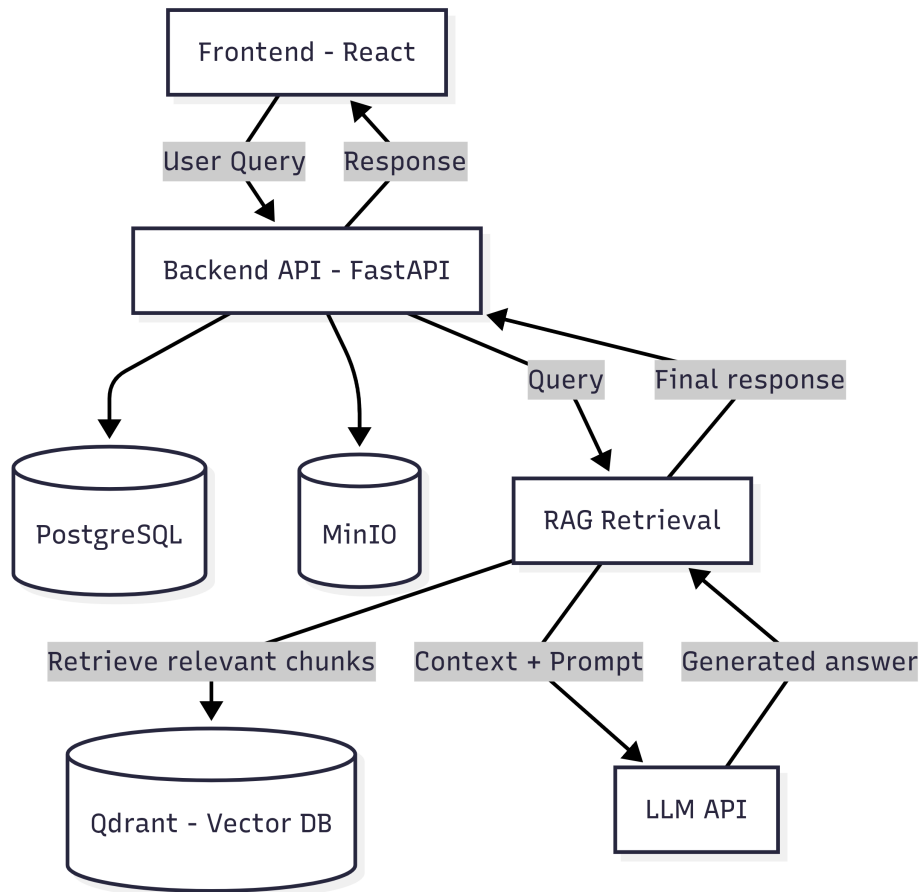 Frontend - React
User Query
Response
Backend API - FastAPI
Query
Final response
PostgreSQL
MinIO
RAG Retrieval
Retrieve relevant chunks
Context + Prompt
Generated answer
Qdrant - Vector DB
LLM API